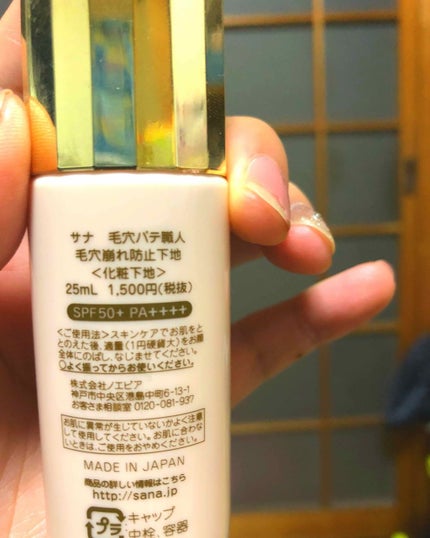 サナ 毛穴パテ職人
毛穴崩れ防止下地
<化粧下地>
25mL 1,500円(税抜)
SPF50+ PA++++
<ご使用法>スキンケアでお肌をと
とのえた後、適量(1円硬貨大)をお顔
全体にのばし、なじませてください。
○よく振ってからお使いください。
株式会社ノエビア
神戸市中央区港島中町6-13-1
お客さま相談室 0120-081-937
お肌に異常が生じていないかよく注意
して使用してください。お肌に合わな
いときは、ご使用をおやめください。
MADE IN JAPAN
商品の詳しい情報はこちら
http://sana.jp
プラ
キャップ
中栓、容器